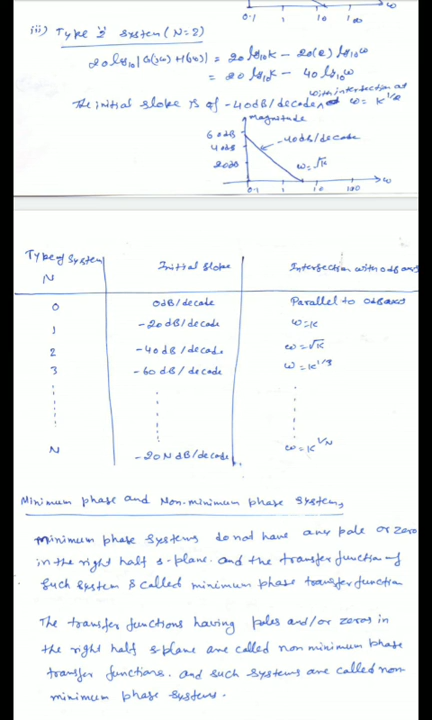 0.1 1 10 100 ω
iii) Type 2 system (N=2)
20 log₁₀|G(jω) H(jω)| = 20 log₁₀K - 20(2) log₁₀ω
= 20 log₁₀K - 40 log₁₀ω
The initial slope is of -40dB/decade, with intersection at ω = K^1/2
magnitude
60dB
40dB
20dB
-40dB/decade
ω=√K
0.1 1 10 100 ω
Type of System N Initial slope Intersection with 0dB axis
0 0dB/decade Parallel to 0dB axis
1 -20dB/decade ω=K
2 -40dB/decade ω=√K
3 -60dB/decade ω=K^1/3
N -20N dB/decade ω=K^1/N
Minimum phase and Non-minimum phase Systems,
Minimum phase systems do not have any pole or zero
in the right half s-plane. and the transfer function of
such system is called minimum phase transfer function
The transfer functions having poles and/or zeros in
the right half s-plane are called non minimum phase
transfer functions. and such systems are called non-
minimum phase systems.